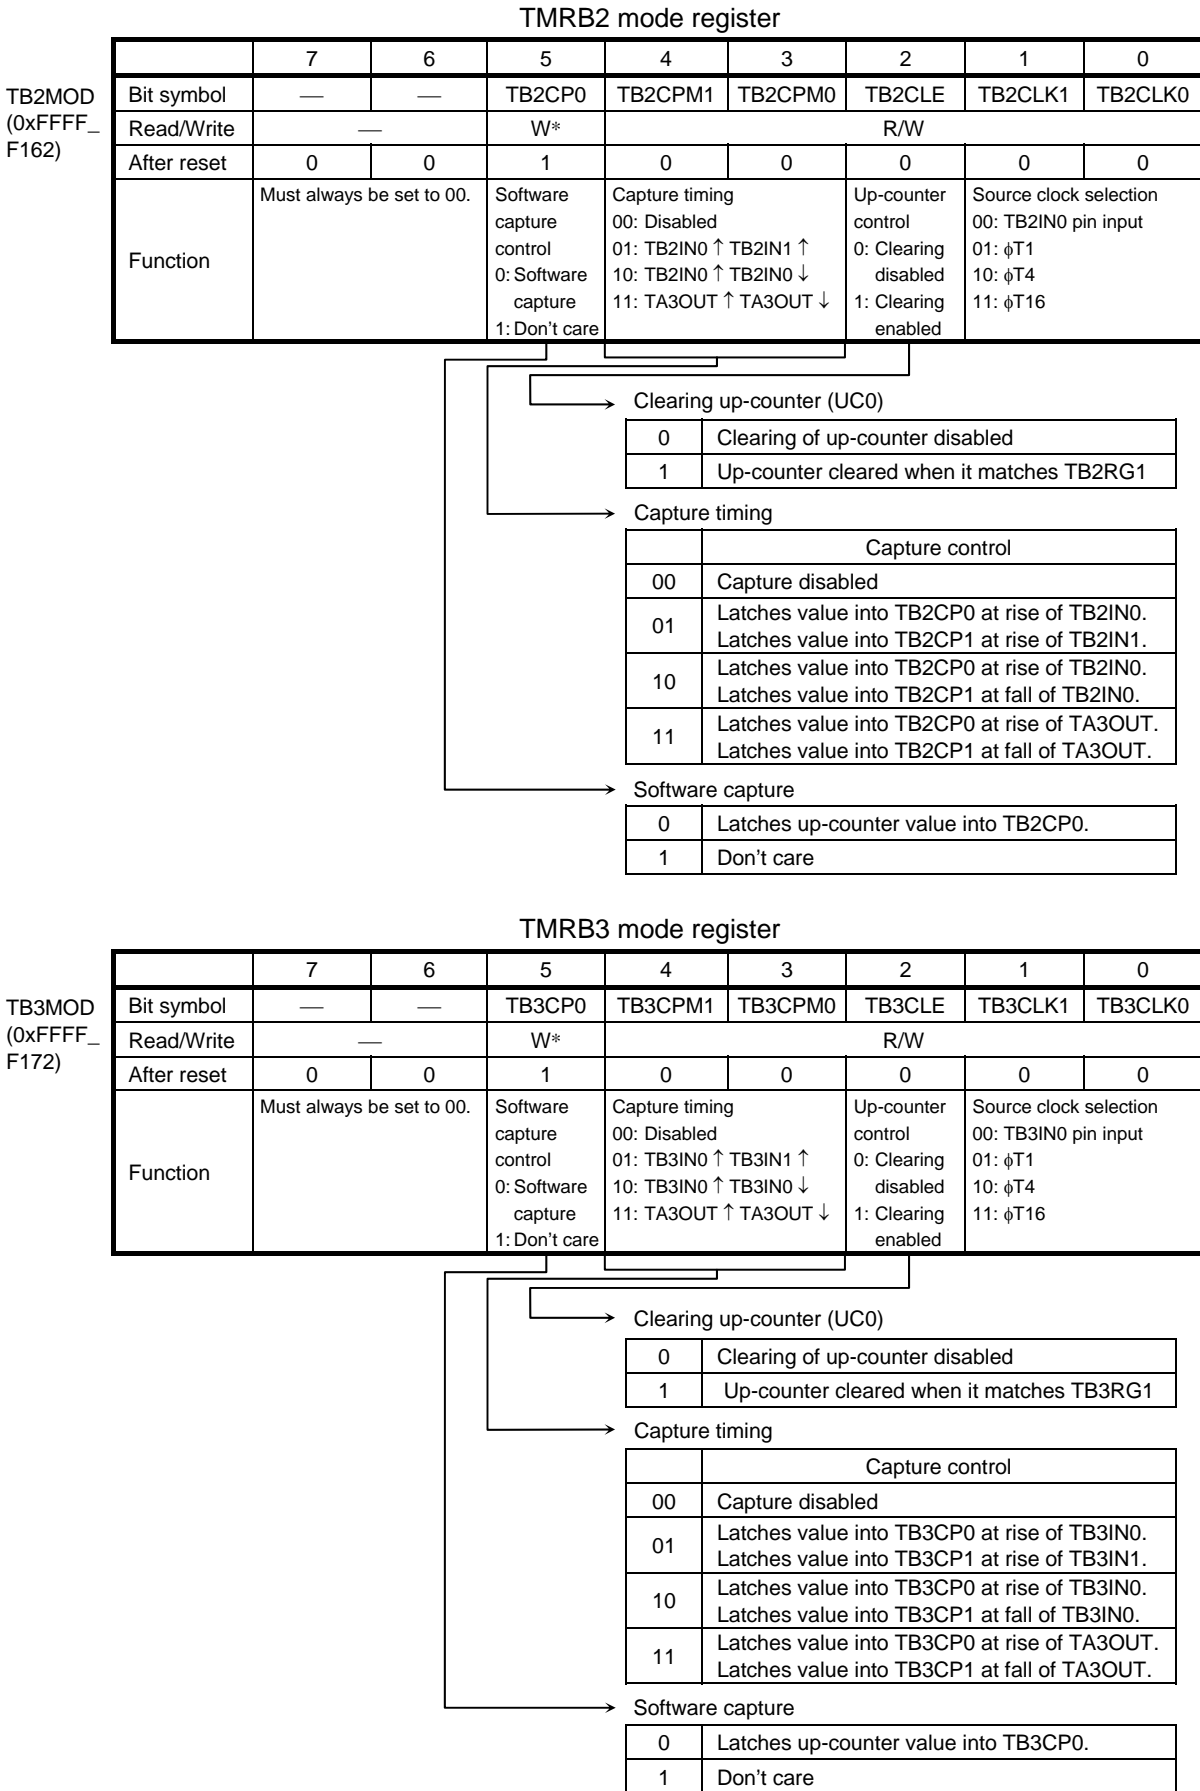 TMRB2 mode register
7 6 5 4 3 2 1 0
TB2MOD
(0xFFFF_
F162)
Bit symbol — — TB2CP0 TB2CPM1 TB2CPM0 TB2CLE TB2CLK1 TB2CLK0
Read/Write — W* R/W
After reset 0 0 1 0 0 0 0 0
Function
Must always be set to 00.
Software
capture
control
0: Software
capture
1: Don't care
Capture timing
00: Disabled
01: TB2IN0 ↑ TB2IN1 ↑
10: TB2IN0 ↑ TB2IN0 ↓
11: TA3OUT ↑ TA3OUT ↓
Up-counter
control
0: Clearing
disabled
1: Clearing
enabled
Source clock selection
00: TB2IN0 pin input
01: ϕT1
10: ϕT4
11: ϕT16
Clearing up-counter (UC0)
0 Clearing of up-counter disabled
1 Up-counter cleared when it matches TB2RG1
Capture timing
Capture control
00 Capture disabled
01 Latches value into TB2CP0 at rise of TB2IN0.
Latches value into TB2CP1 at rise of TB2IN1.
10 Latches value into TB2CP0 at rise of TB2IN0.
Latches value into TB2CP1 at fall of TB2IN0.
11 Latches value into TB2CP0 at rise of TA3OUT.
Latches value into TB2CP1 at fall of TA3OUT.
Software capture
0 Latches up-counter value into TB2CP0.
1 Don't care
TMRB3 mode register
7 6 5 4 3 2 1 0
TB3MOD
(0xFFFF_
F172)
Bit symbol — — TB3CP0 TB3CPM1 TB3CPM0 TB3CLE TB3CLK1 TB3CLK0
Read/Write — W* R/W
After reset 0 0 1 0 0 0 0 0
Function
Must always be set to 00.
Software
capture
control
0: Software
capture
1: Don't care
Capture timing
00: Disabled
01: TB3IN0 ↑ TB3IN1 ↑
10: TB3IN0 ↑ TB3IN0 ↓
11: TA3OUT ↑ TA3OUT ↓
Up-counter
control
0: Clearing
disabled
1: Clearing
enabled
Source clock selection
00: TB3IN0 pin input
01: ϕT1
10: ϕT4
11: ϕT16
Clearing up-counter (UC0)
0 Clearing of up-counter disabled
1 Up-counter cleared when it matches TB3RG1
Capture timing
Capture control
00 Capture disabled
01 Latches value into TB3CP0 at rise of TB3IN0.
Latches value into TB3CP1 at rise of TB3IN1.
10 Latches value into TB3CP0 at rise of TB3IN0.
Latches value into TB3CP1 at fall of TB3IN0.
11 Latches value into TB3CP0 at rise of TA3OUT.
Latches value into TB3CP1 at fall of TA3OUT.
Software capture
0 Latches up-counter value into TB3CP0.
1 Don't care